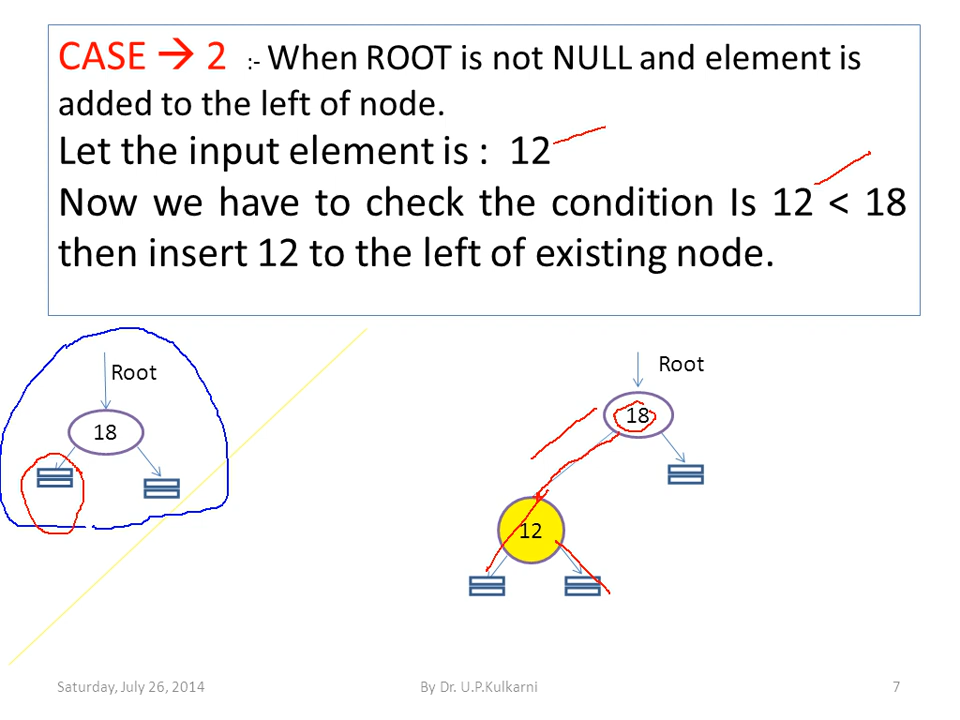 CASE → 2 :- When ROOT is not NULL and element is
added to the left of node.
Let the input element is : 12
Now we have to check the condition Is 12 < 18
then insert 12 to the left of existing node.
Root
18
Root
18
12
Saturday, July 26, 2014
By Dr. U.P.Kulkarni
7